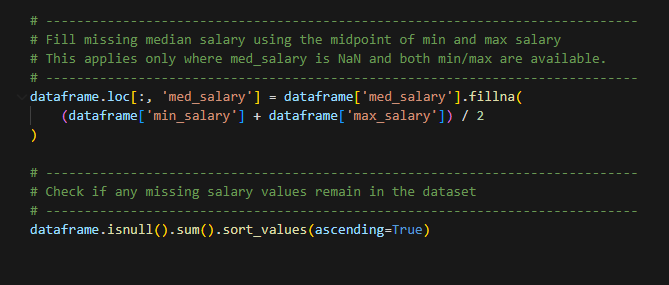 # -------------------------------------------------------------------------
# Fill missing median salary using the midpoint of min and max salary
# This applies only where med_salary is NaN and both min/max are available.
# -------------------------------------------------------------------------
dataframe.loc[:, 'med_salary'] = dataframe['med_salary'].fillna(
    (dataframe['min_salary'] + dataframe['max_salary']) / 2
)
# -------------------------------------------------------------------------
# Check if any missing salary values remain in the dataset
# -------------------------------------------------------------------------
dataframe.isnull().sum().sort_values(ascending=True)